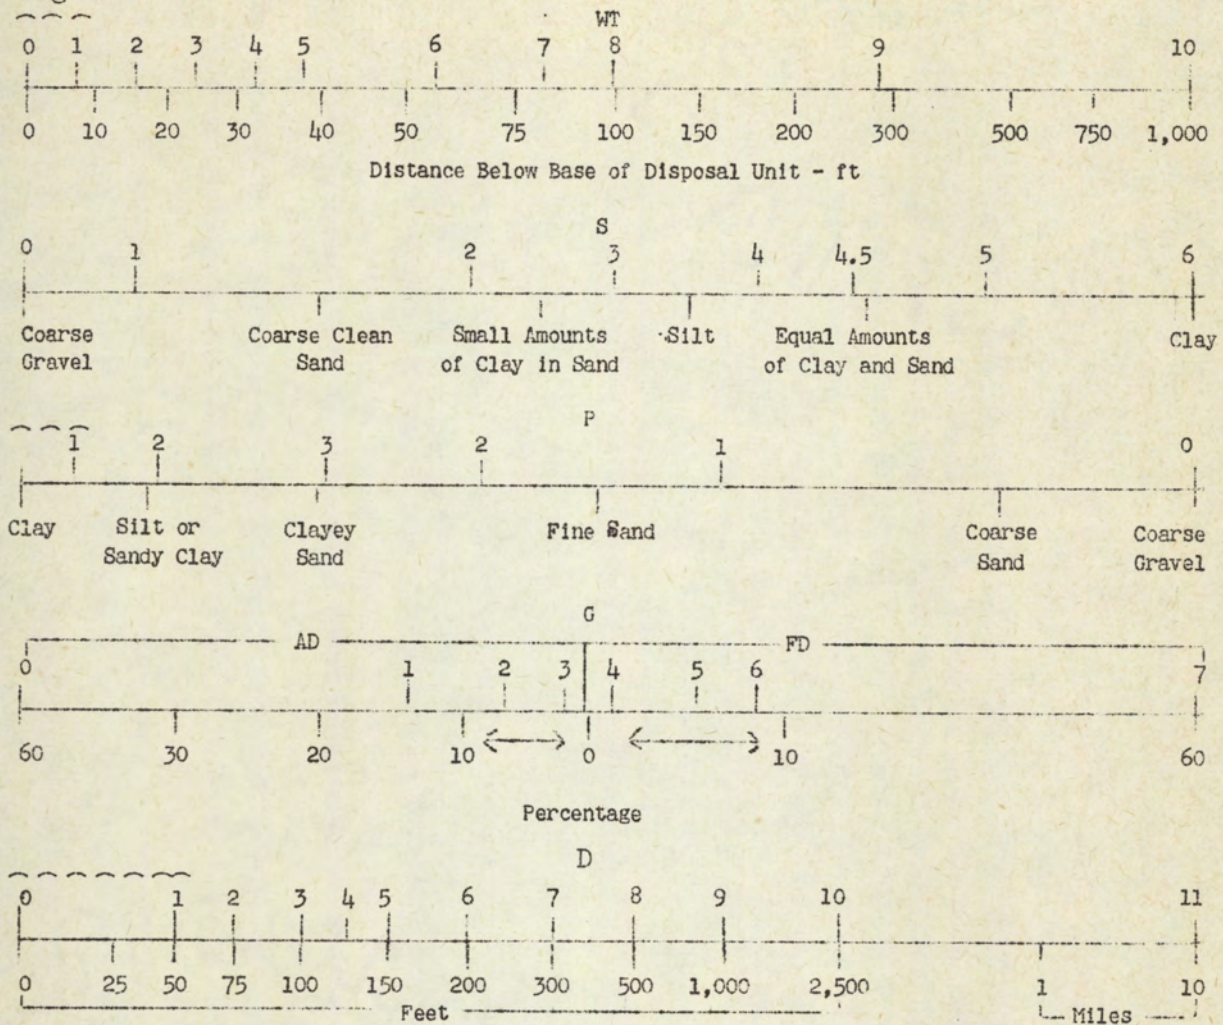 WT
0 1 2 3 4 5 6 7 8 9 10
0 10 20 30 40 50 75 100 150 200 300 500 750 1,000
Distance Below Base of Disposal Unit - ft
S
0 1 2 3 4 4.5 5 6
Coarse Coarse Clean Small Amounts Silt Equal Amounts Clay
Gravel Sand of Clay in Sand of Clay and Sand
P
1 2 3 2 1 0
Clay Silt or Clayey Fine Sand Coarse Coarse
Sandy Clay Sand Sand Gravel
G
AD FD
0 1 2 3 4 5 6 7
60 30 20 10 0 10 60
Percentage
D
0 1 2 3 4 5 6 7 8 9 10 11
0 25 50 75 100 150 200 300 500 1,000 2,500 1 10
Feet Miles